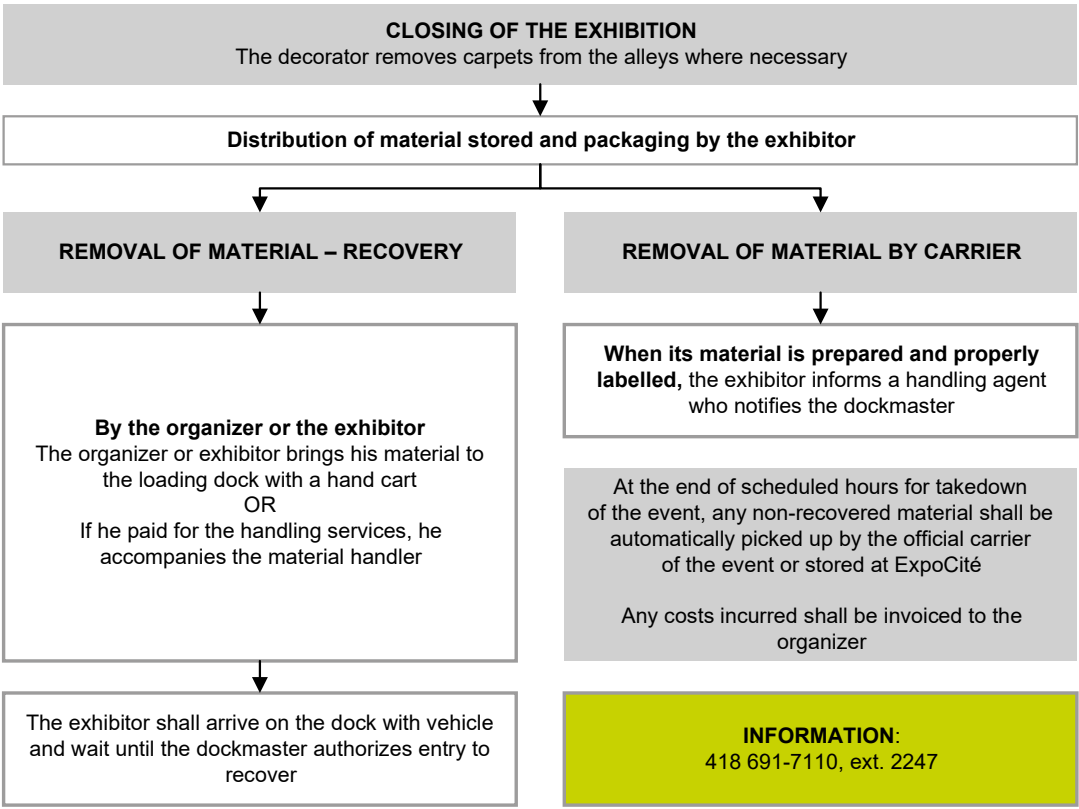 CLOSING OF THE EXHIBITION
The decorator removes carpets from the alleys where necessary
Distribution of material stored and packaging by the exhibitor
REMOVAL OF MATERIAL – RECOVERY
By the organizer or the exhibitor
The organizer or exhibitor brings his material to
the loading dock with a hand cart
OR
If he paid for the handling services, he
accompanies the material handler
The exhibitor shall arrive on the dock with vehicle
and wait until the dockmaster authorizes entry to
recover
REMOVAL OF MATERIAL BY CARRIER
When its material is prepared and properly
labelled, the exhibitor informs a handling agent
who notifies the dockmaster
At the end of scheduled hours for takedown
of the event, any non-recovered material shall be
automatically picked up by the official carrier
of the event or stored at ExpoCité
Any costs incurred shall be invoiced to the
organizer
INFORMATION:
418 691-7110, ext. 2247